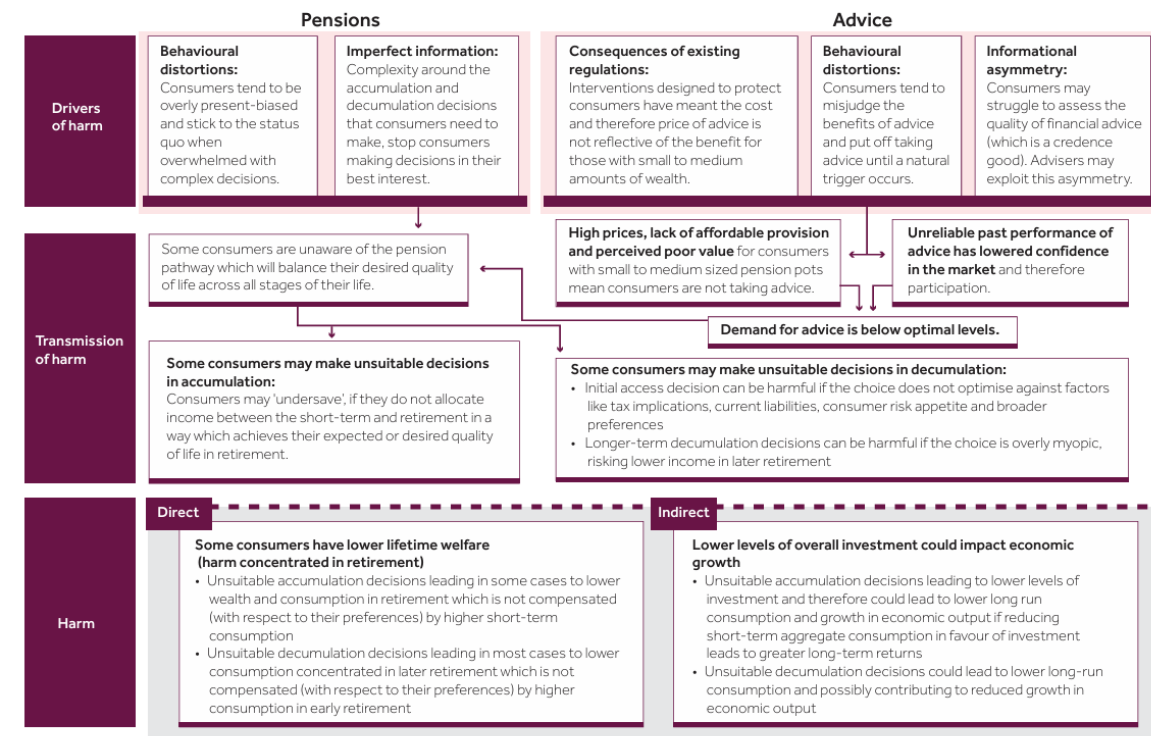 Pensions
Advice
Drivers
of harm
Behavioural
distortions:
Consumers tend to be
overly present-biased
and stick to the status
quo when
overwhelmed with
complex decisions.
Imperfect information:
Complexity around the
accumulation and
decumulation decisions
that consumers need to
make, stop consumers
making decisions in their
best interest.
Consequences of existing
regulations:
Interventions designed to protect
consumers have meant the cost
and therefore price of advice is
not reflective of the benefit for
those with small to medium
amounts of wealth.
Behavioural
distortions:
Consumers tend to
misjudge the
benefits of advice
and put off taking
advice until a natural
trigger occurs.
Informational
asymmetry:
Consumers may
struggle to assess the
quality of financial advice
(which is a credence
good). Advisers may
exploit this asymmetry.
Transmission
of harm
Some consumers are unaware of the pension
pathway which will balance their desired quality
of life across all stages of their life.
High prices, lack of affordable provision
and perceived poor value for consumers
with small to medium sized pension pots
mean consumers are not taking advice.
Unreliable past performance of
advice has lowered confidence
in the market and therefore
participation.
Demand for advice is below optimal levels.
Some consumers may make unsuitable decisions
in accumulation:
Consumers may ‘undersave’, if they do not allocate
income between the short-term and retirement in a
way which achieves their expected or desired quality
of life in retirement.
Some consumers may make unsuitable decisions in decumulation:
• Initial access decision can be harmful if the choice does not optimise against factors
like tax implications, current liabilities, consumer risk appetite and broader
preferences
• Longer-term decumulation decisions can be harmful if the choice is overly myopic,
risking lower income in later retirement
Harm
Direct
Some consumers have lower lifetime welfare
(harm concentrated in retirement)
• Unsuitable accumulation decisions leading in some cases to lower
wealth and consumption in retirement which is not compensated
(with respect to their preferences) by higher short-term
consumption
• Unsuitable decumulation decisions leading in most cases to lower
consumption concentrated in later retirement which is not
compensated (with respect to their preferences) by higher
consumption in early retirement
Indirect
Lower levels of overall investment could impact economic
growth
• Unsuitable accumulation decisions leading to lower levels of
investment and therefore could lead to lower long run
consumption and growth in economic output if reducing
short-term aggregate consumption in favour of investment
leads to greater long-term returns
• Unsuitable decumulation decisions could lead to lower long-run
consumption and possibly contributing to reduced growth in
economic output